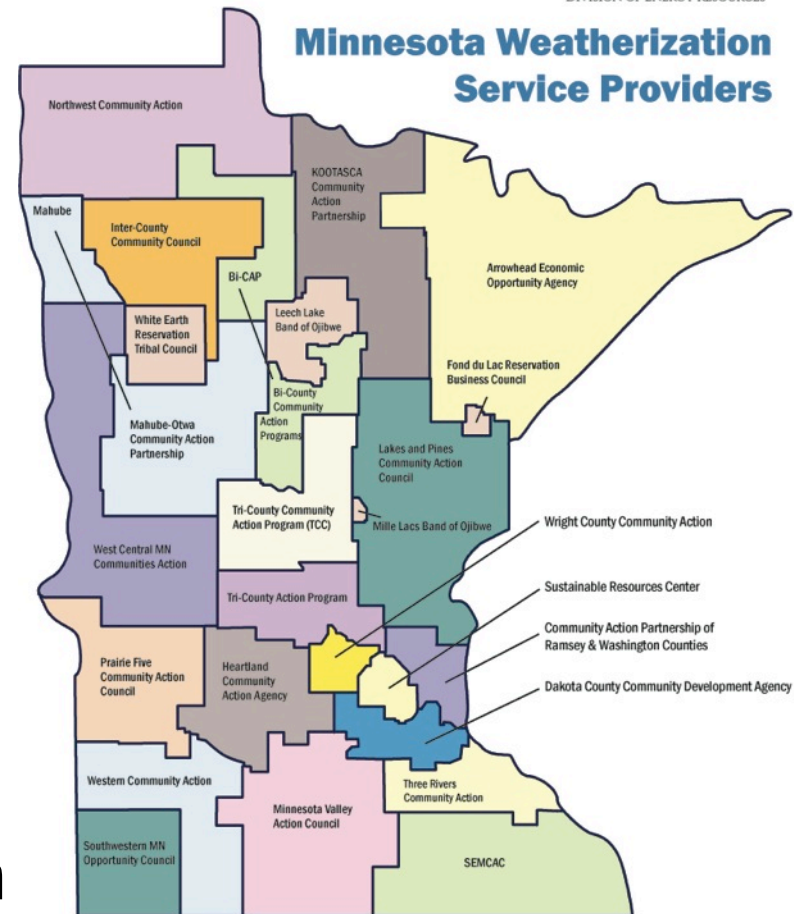 DIVISION OF ENERGY RESOURCES
Minnesota Weatherization
Service Providers
Northwest Community Action
KOOTASCA
Community
Action
Partnership
Mahube
Inter-County
Community Council
Arrowhead Economic
Opportunity Agency
Bi-CAP
Leech Lake
Band of Ojibwe
White Earth
Reservation
Tribal Council
Fond du Lac Reservation
Business Council
Bi-County
Community
Action
Programs
Mahube-Otwa
Community Action
Partnership
Lakes and Pines
Community Action
Council
Tri-County Community
Action Program (TCC)
Mille Lacs Band of Ojibwe
Wright County Community Action
West Central MN
Communities Action
Sustainable Resources Center
Tri-County Action Program
Community Action Partnership of
Ramsey & Washington Counties
Prairie Five
Community Action
Council
Heartland
Community
Action Agency
Dakota County Community Development Agency
Western Community Action
Three Rivers
Community Action
Minnesota Valley
Action Council
Southwestern MN
Opportunity Council
SEMCAC